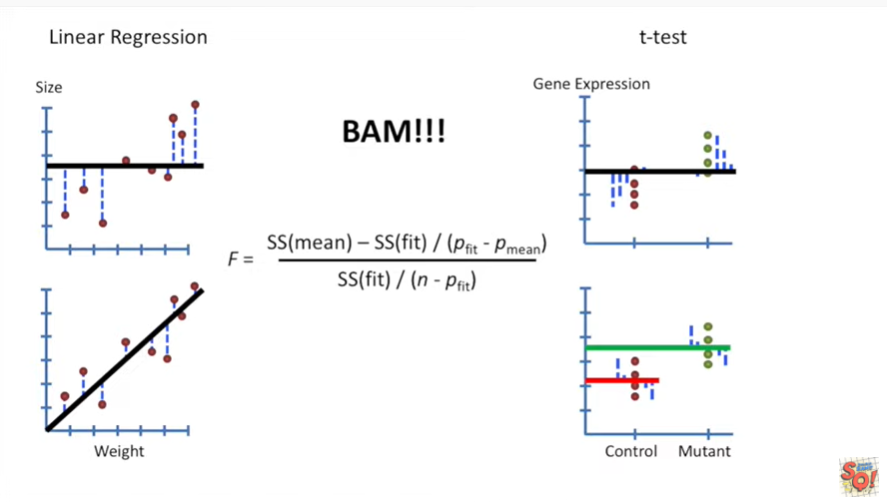 Linear Regression
t-test
Size
Gene Expression
BAM!!!
F = SS(mean) – SS(fit) / (pfit - pmean)
SS(fit) / (n - pfit)
Weight
Control Mutant
SO!